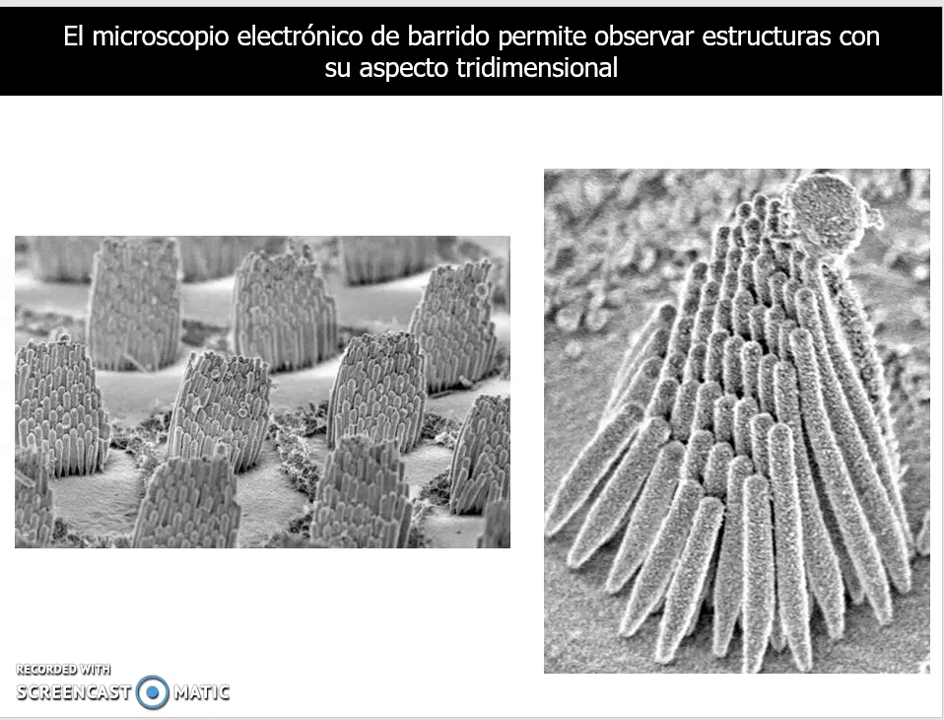 El microscopio electrónico de barrido permite observar estructuras con
su aspecto tridimensional
RECORDED WITH
SCREENCAST MATIC